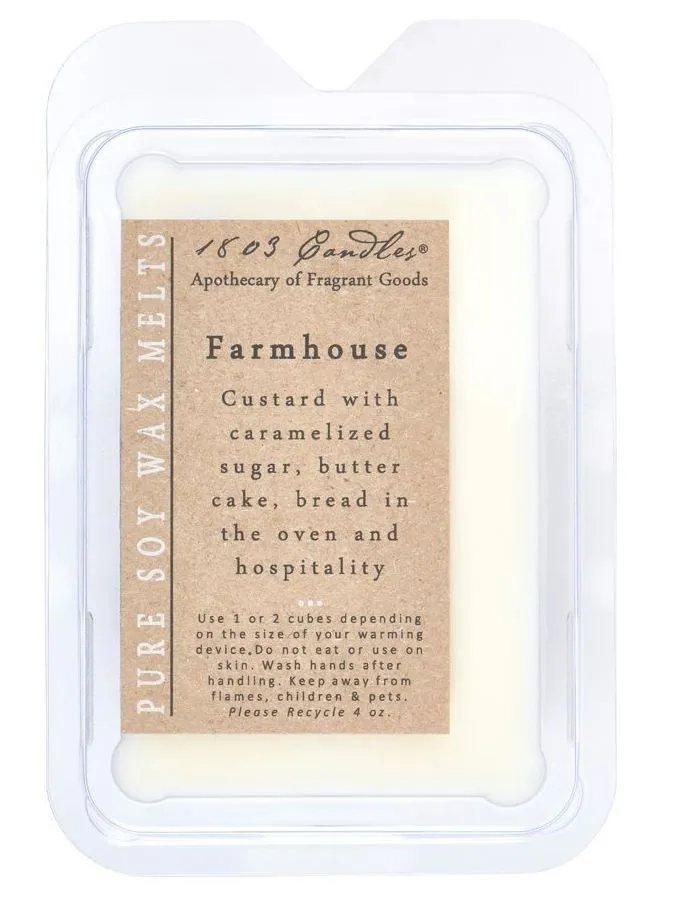 PURE SOY WAX MELTS
1803 Candles®
Apothecary of Fragrant Goods
Farmhouse
Custard with
caramelized
sugar, butter
cake, bread in
the oven and
hospitality
Use 1 or 2 cubes depending
on the size of your warming
device.Do not eat or use on
skin. Wash hands after
handling. Keep away from
flames, children & pets.
Please Recycle 4 oz.